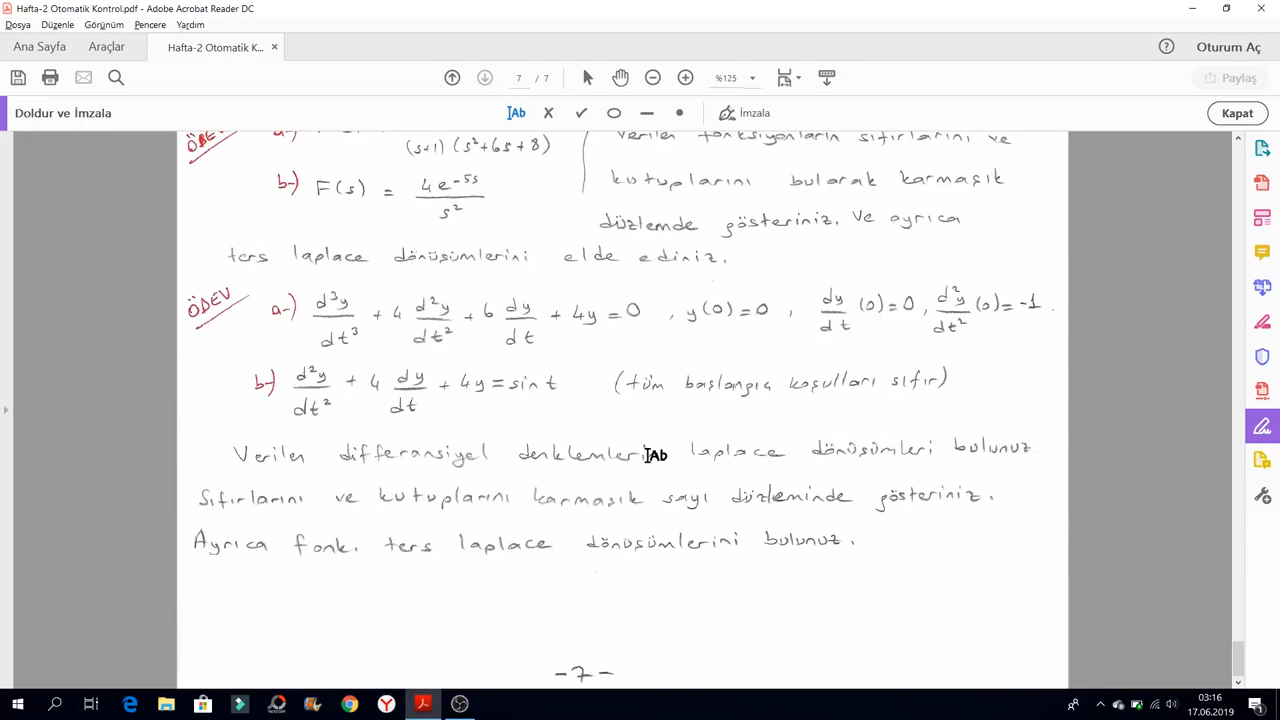 Hafta-2 Otomatik Kontrol.pdf - Adobe Acrobat Reader DC
Dosya Düzenle Görünüm Pencere Yardım
Ana Sayfa Araçlar Hafta-2 Otomatik K... × Oturum Aç
7 / 7 %125 Paylaş
Doldur ve İmzala Ab İmzala Kapat
ÖDEV (s+1) (s²+6s+8) Verilen fonksiyonların sıfırlarını ve
b-) F(s) = 4e^-5s / s² kutuplarını bularak karmaşık
düzlemde gösteriniz. Ve ayrıca
ters laplace dönüşümlerini elde ediniz.
ÖDEV a-) d³y/dt³ + 4 d²y/dt² + 6 dy/dt + 4y = 0 , y(0)=0 , dy/dt (0)=0, d²y/dt² (0)=-1.
b-) d²y/dt² + 4 dy/dt + 4y = sin t (tüm başlangıç koşulları sıfır)
Verilen differansiyel denklemleri Ab laplace dönüşümleri bulunuz
Sıfırlarını ve kutuplarını karmaşık sayı düzleminde gösteriniz.
Ayrıca fonk. ters laplace dönüşümlerini bulunuz.
-7-
03:16
17.06.2019